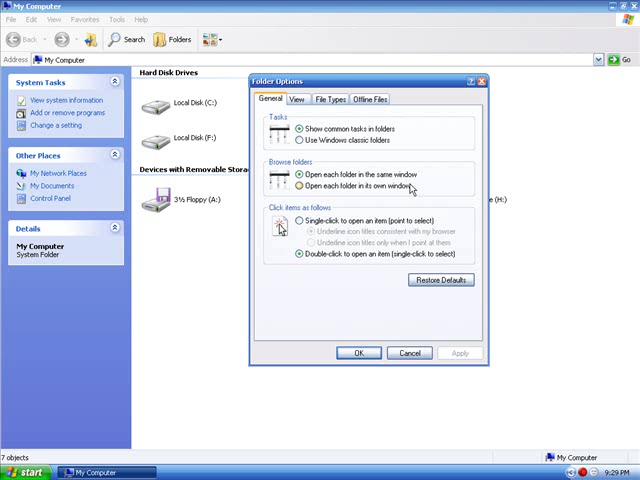 My Computer
File Edit View Favorites Tools Help
Back Search Folders
Address My Computer Go
System Tasks
View system information
Add or remove programs
Change a setting
Other Places
My Network Places
My Documents
Control Panel
Details
My Computer
System Folder
Hard Disk Drives
Local Disk (C:)
Local Disk (F:)
Devices with Removable Storag
3½ Floppy (A:)
e (H:)
Folder Options
General View File Types Offline Files
Tasks
Show common tasks in folders
Use Windows classic folders
Browse folders
Open each folder in the same window
Open each folder in its own window
Click items as follows
Single-click to open an item (point to select)
Underline icon titles consistent with my browser
Underline icon titles only when I point at them
Double-click to open an item (single-click to select)
Restore Defaults
OK Cancel Apply
7 objects My Computer
start My Computer 9:29 PM